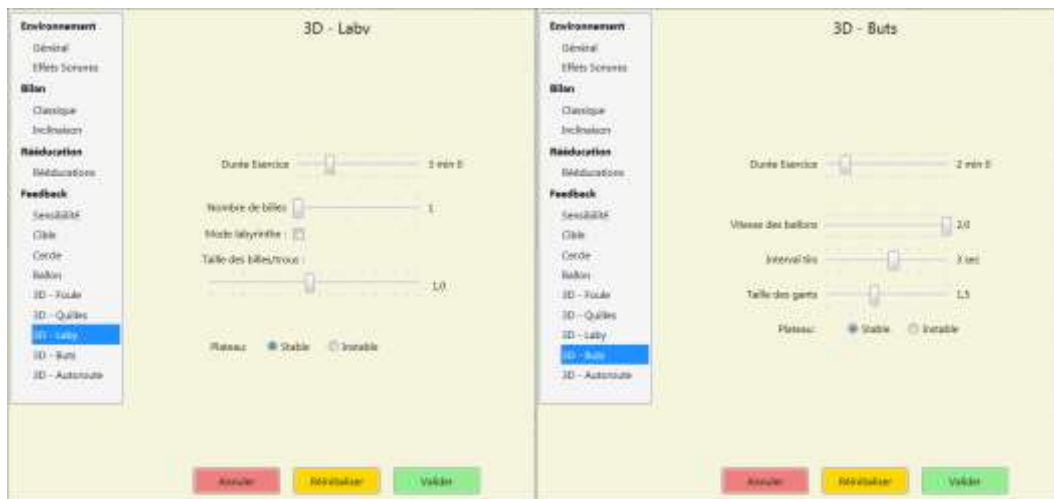 Environnement
Général
Effets Sonores
Bilan
Classique
Inclinaison
Rééducation
Rééducations
Feedback
Sensibilité
Cible
Cercle
Ballon
3D - Foule
3D - Quilles
3D - Laby
3D - Buts
3D - Autoroute
3D - Laby
Durée Exercice
3 min 0
Nombre de billes
1
Mode labyrinthe :
Taille des billes/trous :
1,0
Plateau:
Stable
Instable
Annuler
Réinitialiser
Valider
Environnement
Général
Effets Sonores
Bilan
Classique
Inclinaison
Rééducation
Rééducations
Feedback
Sensibilité
Cible
Cercle
Ballon
3D - Foule
3D - Quilles
3D - Laby
3D - Buts
3D - Autoroute
3D - Buts
Durée Exercice
2 min 0
Vitesse des ballons
2,0
Interval tirs
3 sec
Taille des gants
1,5
Plateau:
Stable
Instable
Annuler
Réinitialiser
Valider